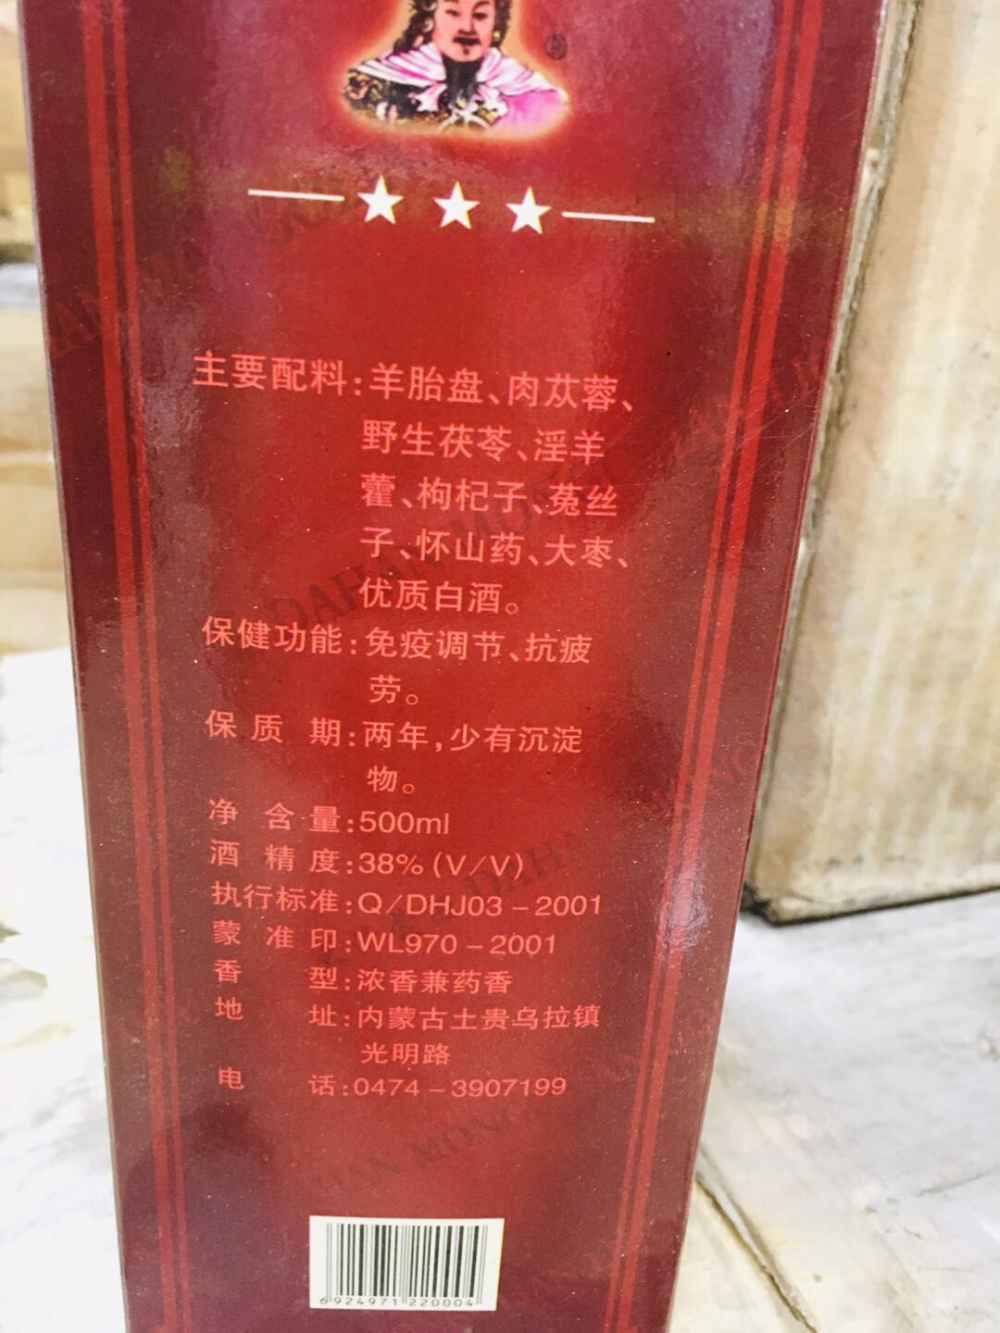 主要配料:羊胎盘、肉苁蓉、
野生茯苓、淫羊
藿、枸杞子、菟丝
子、怀山药、大枣、
优质白酒。
保健功能:免疫调节、抗疲
劳。
保质期:两年,少有沉淀
物。
净含量:500ml
酒精度:38%(V/V)
执行标准:Q/DHJ03-2001
蒙准印:WL970-2001
香型:浓香兼药香
地址:内蒙古土贵乌拉镇
光明路
电话:0474-3907199
6924971220004